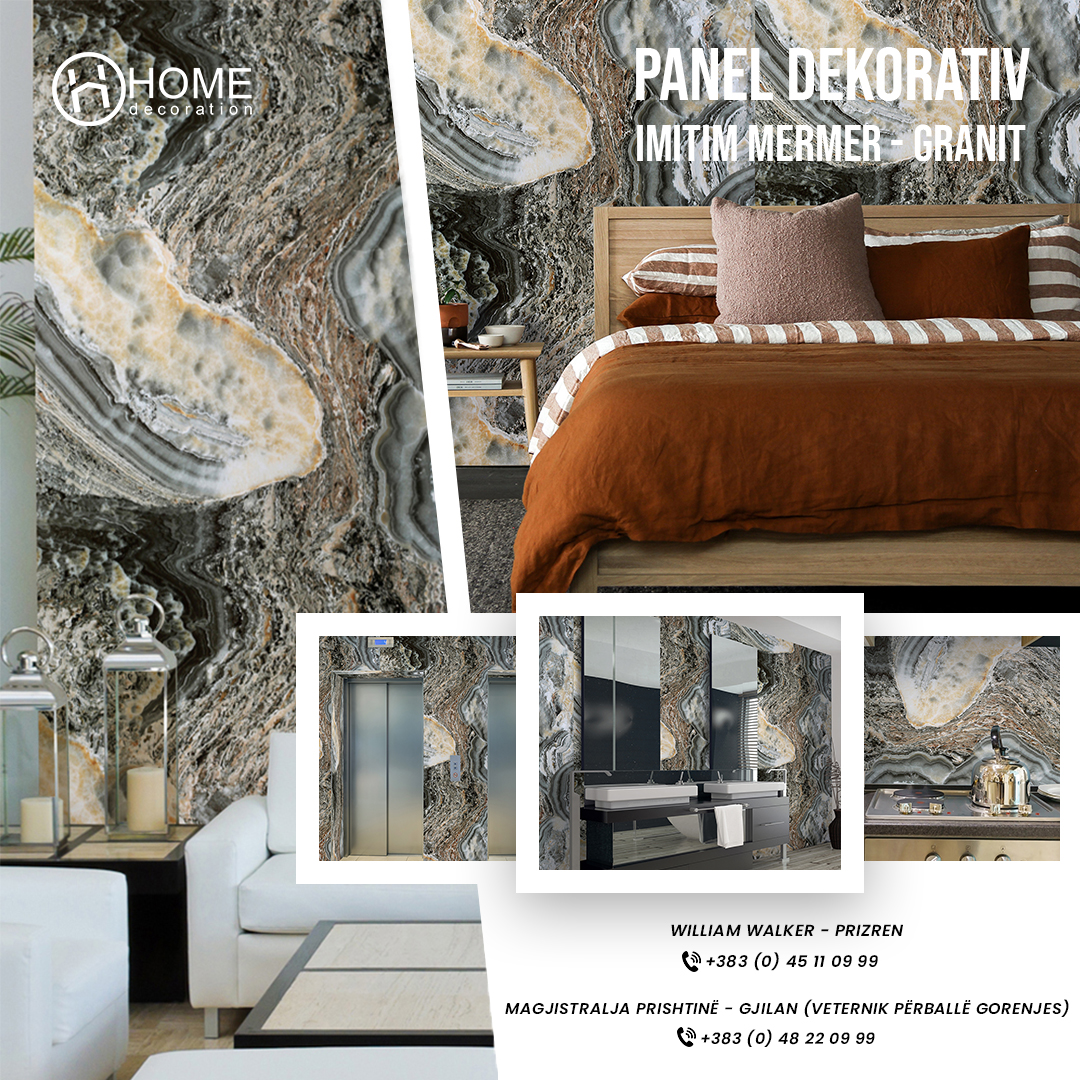 HOME
decoration
PANEL DEKORATIV
IMITIM MERMER - GRANIT
WILLIAM WALKER - PRIZREN
+383 (0) 45 11 09 99
MAGJISTRALJA PRISHTINË - GJILAN (VETERNIK PËRBALLË GORENJES)
+383 (0) 48 22 09 99